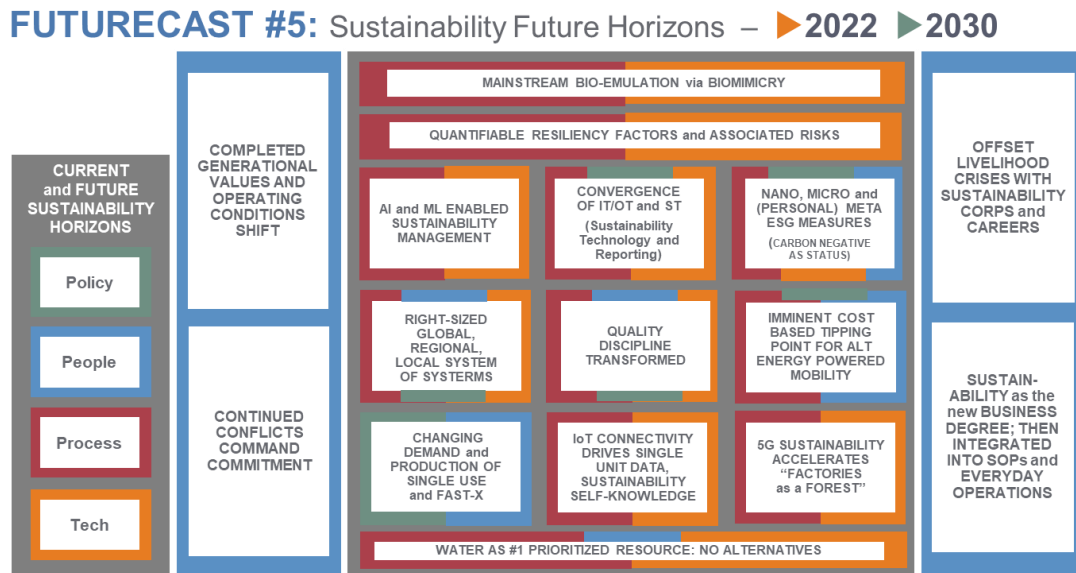 FUTURECAST #5: Sustainability Future Horizons – 2022 2030
CURRENT
and FUTURE
SUSTAINABILITY
HORIZONS
Policy
People
Process
Tech
COMPLETED
GENERATIONAL
VALUES AND
OPERATING
CONDITIONS
SHIFT
CONTINUED
CONFLICTS
COMMAND
COMMITMENT
MAINSTREAM BIO-EMULATION via BIOMIMICRY
QUANTIFIABLE RESILIENCY FACTORS and ASSOCIATED RISKS
AI and ML ENABLED
SUSTAINABILITY
MANAGEMENT
CONVERGENCE
OF IT/OT and ST
(Sustainability
Technology and
Reporting)
NANO, MICRO and
(PERSONAL) META
ESG MEASURES
(CARBON NEGATIVE
AS STATUS)
RIGHT-SIZED
GLOBAL,
REGIONAL,
LOCAL SYSTEM
OF SYSTERMS
QUALITY
DISCIPLINE
TRANSFORMED
IMMINENT COST
BASED TIPPING
POINT FOR ALT
ENERGY POWERED
MOBILITY
CHANGING
DEMAND and
PRODUCTION OF
SINGLE USE
and FAST-X
IoT CONNECTIVITY
DRIVES SINGLE
UNIT DATA,
SUSTAINABILITY
SELF-KNOWLEDGE
5G SUSTAINABILITY
ACCELERATES
“FACTORIES
as a FOREST”
WATER AS #1 PRIORITIZED RESOURCE: NO ALTERNATIVES
OFFSET
LIVELIHOOD
CRISES WITH
SUSTAINABILITY
CORPS and
CAREERS
SUSTAIN-
ABILITY as the
new BUSINESS
DEGREE; THEN
INTEGRATED
INTO SOPs and
EVERYDAY
OPERATIONS